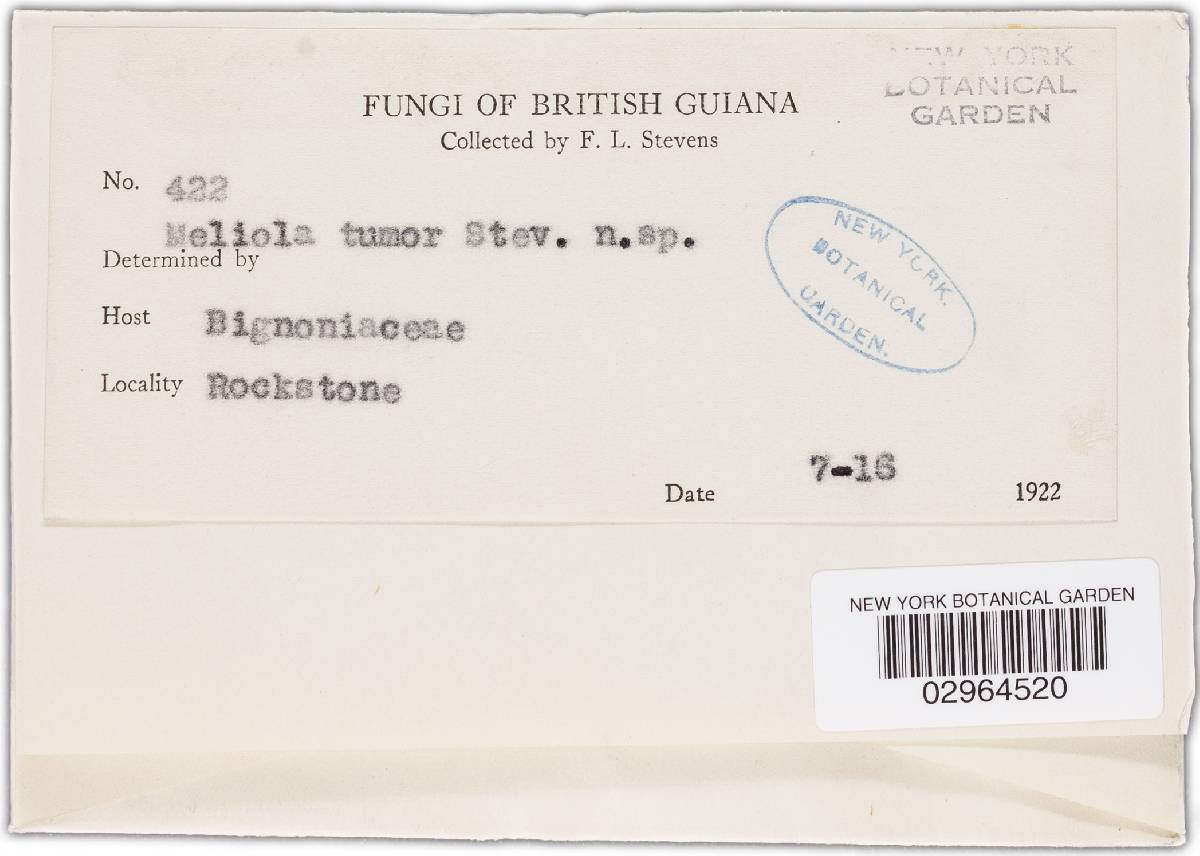 NEW YORK
BOTANICAL
GARDEN
FUNGI OF BRITISH GUIANA
Collected by F. L. Stevens
No. 422
Meliola tumor Stev. n.sp.
Determined by
NEW YORK.
BOTANICAL
GARDEN.
Host Bignoniaceae
Locality Rockstone
Date 7-16 1922
NEW YORK BOTANICAL GARDEN
02964520